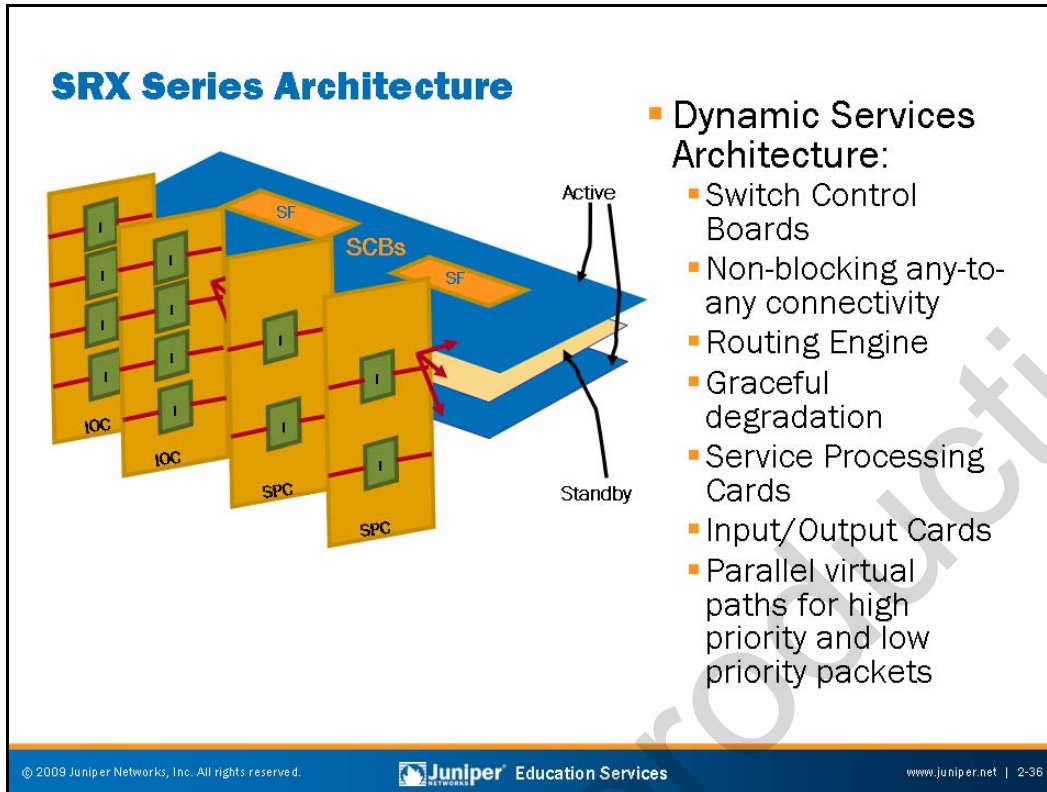 SRX Series Architecture
SF
SCBs
SF
Active
Standby
I
I
I
I
IOC
I
I
I
I
IOC
I
I
SPC
I
I
SPC
Dynamic Services
Architecture:
Switch Control
Boards
Non-blocking any-to-
any connectivity
Routing Engine
Graceful
degradation
Service Processing
Cards
Input/Output Cards
Parallel virtual
paths for high
priority and low
priority packets
© 2009 Juniper Networks, Inc. All rights reserved.
Juniper NETWORKS Education Services
www.juniper.net | 2-36
producti